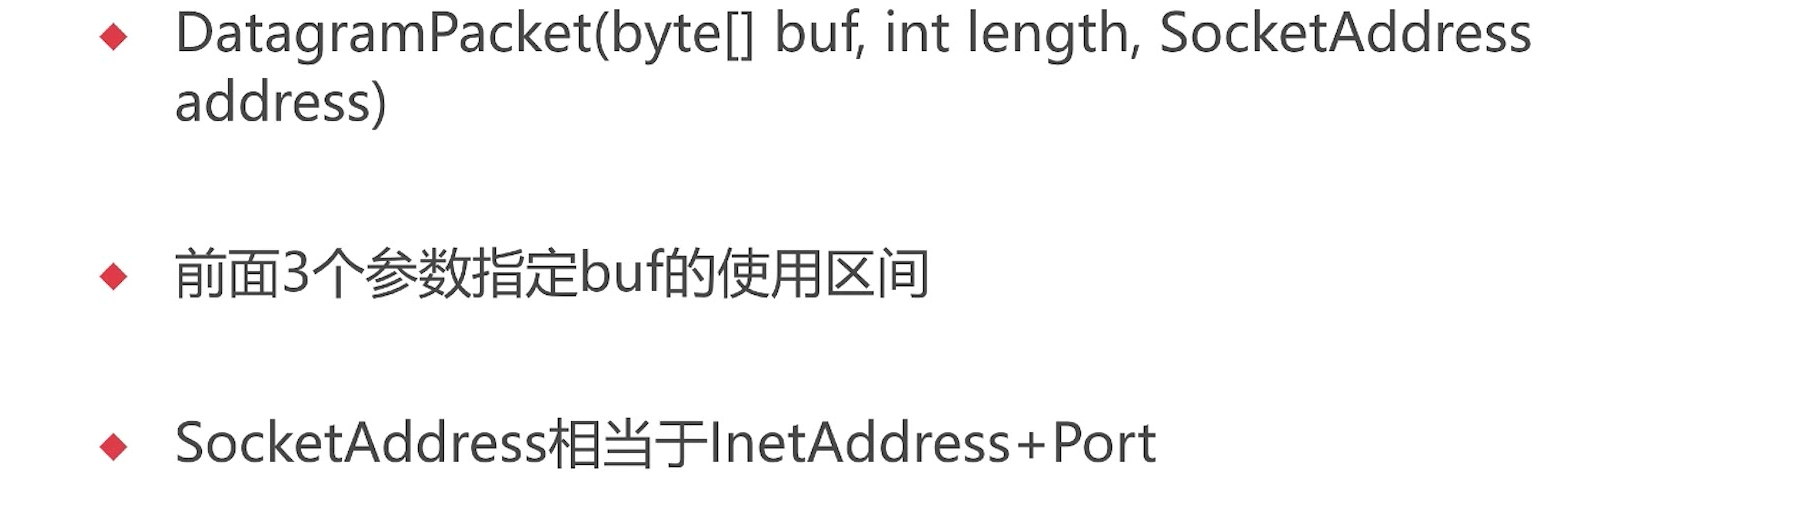 DatagramPacket(byte[] buf, int length, SocketAddress
address)
前面3个参数指定buf的使用区间
SocketAddress相当于InetAddress+Port